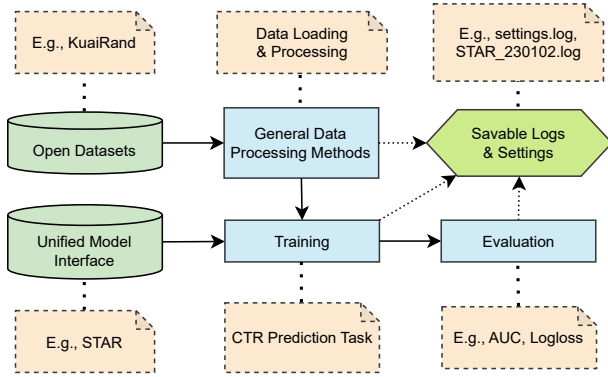 E.g., KuaiRand
Data Loading
& Processing
E.g., settings.log,
STAR_230102.log
Open Datasets
General Data
Processing Methods
Savable Logs
& Settings
Unified Model
Interface
Training
Evaluation
E.g., STAR
CTR Prediction Task
E.g., AUC, Logloss